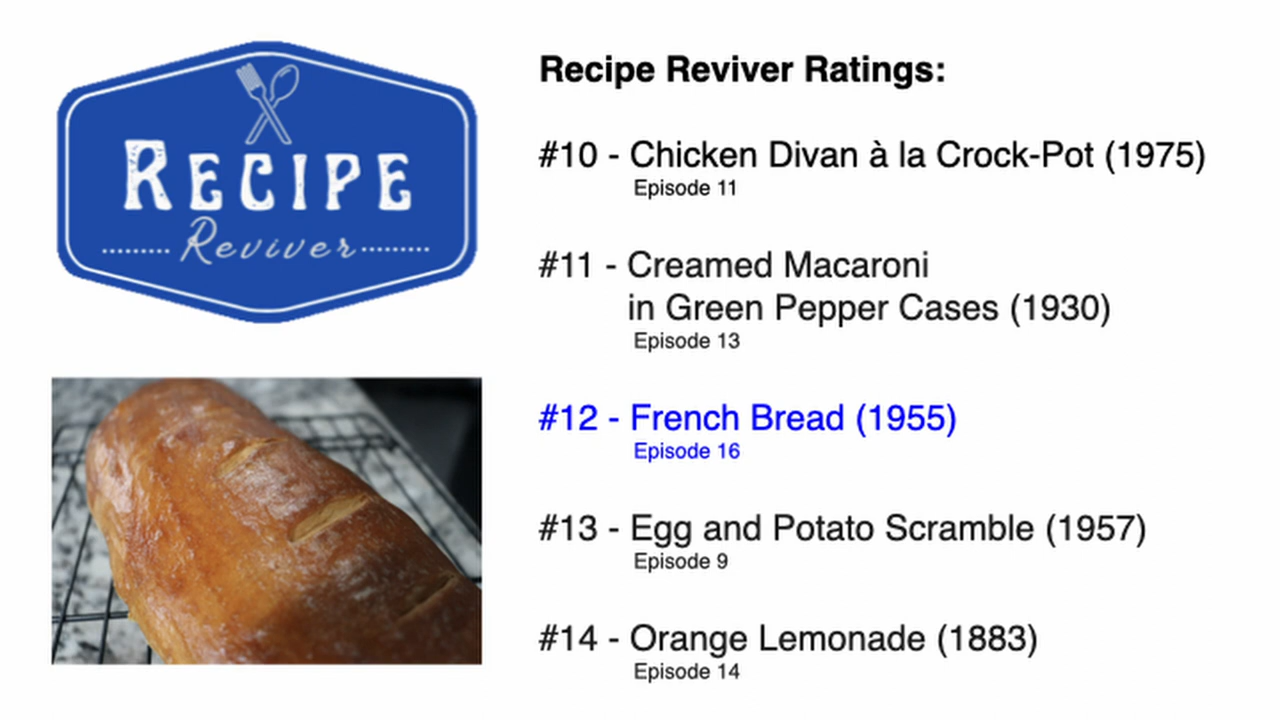 RECIPE
Reviver
Recipe Reviver Ratings:
#10 - Chicken Divan à la Crock-Pot (1975)
Episode 11
#11 - Creamed Macaroni
in Green Pepper Cases (1930)
Episode 13
#12 - French Bread (1955)
Episode 16
#13 - Egg and Potato Scramble (1957)
Episode 9
#14 - Orange Lemonade (1883)
Episode 14